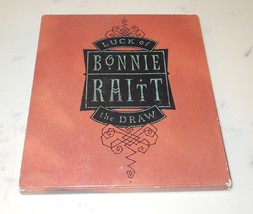 LUCK of
BONNIE
RAITT
the DRAW